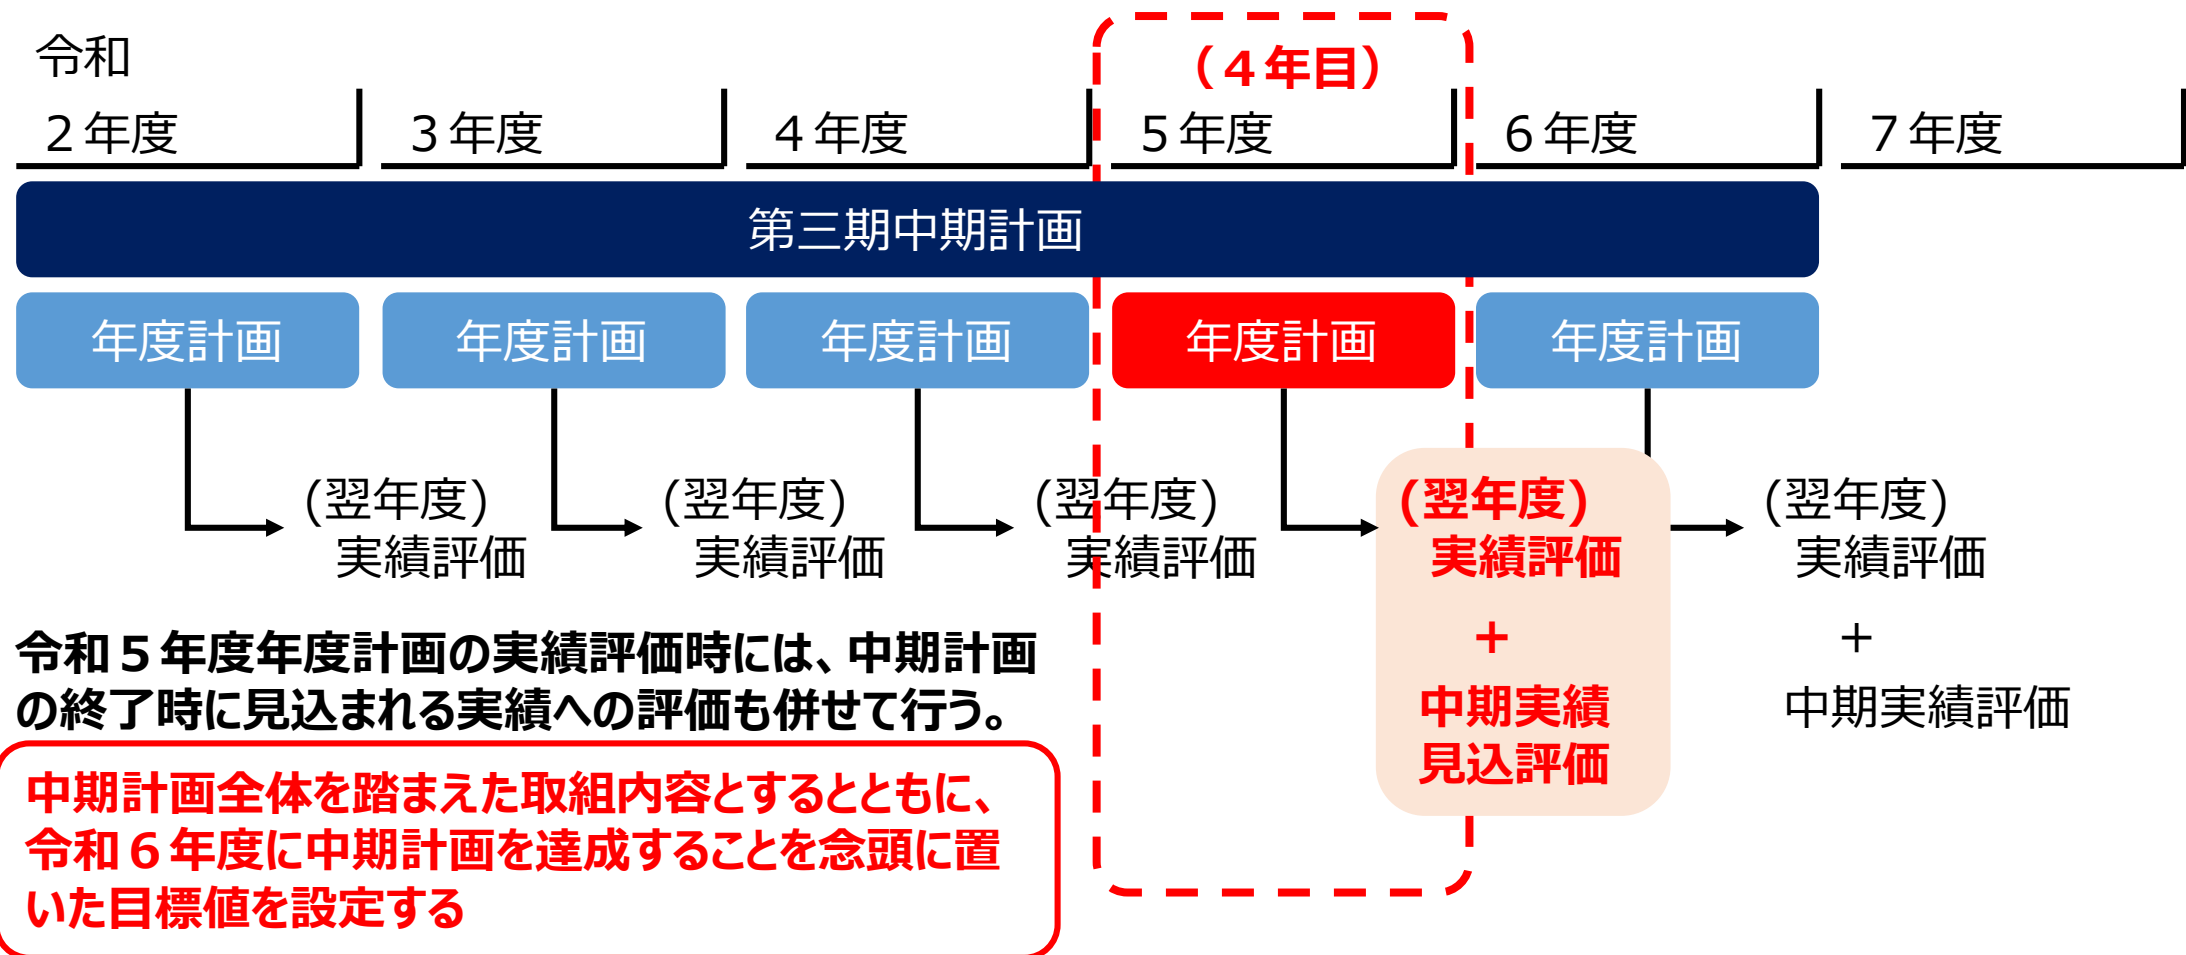 令和
（４年目）
２年度
３年度
４年度
５年度
６年度
７年度
第三期中期計画
年度計画
年度計画
年度計画
年度計画
年度計画
(翌年度)
実績評価
(翌年度)
実績評価
(翌年度)
実績評価
(翌年度)
実績評価
＋
中期実績
見込評価
(翌年度)
実績評価
＋
中期実績評価
令和５年度年度計画の実績評価時には、中期計画
の終了時に見込まれる実績への評価も併せて行う。
中期計画全体を踏まえた取組内容とするとともに、
令和６年度に中期計画を達成することを念頭に置
いた目標値を設定する